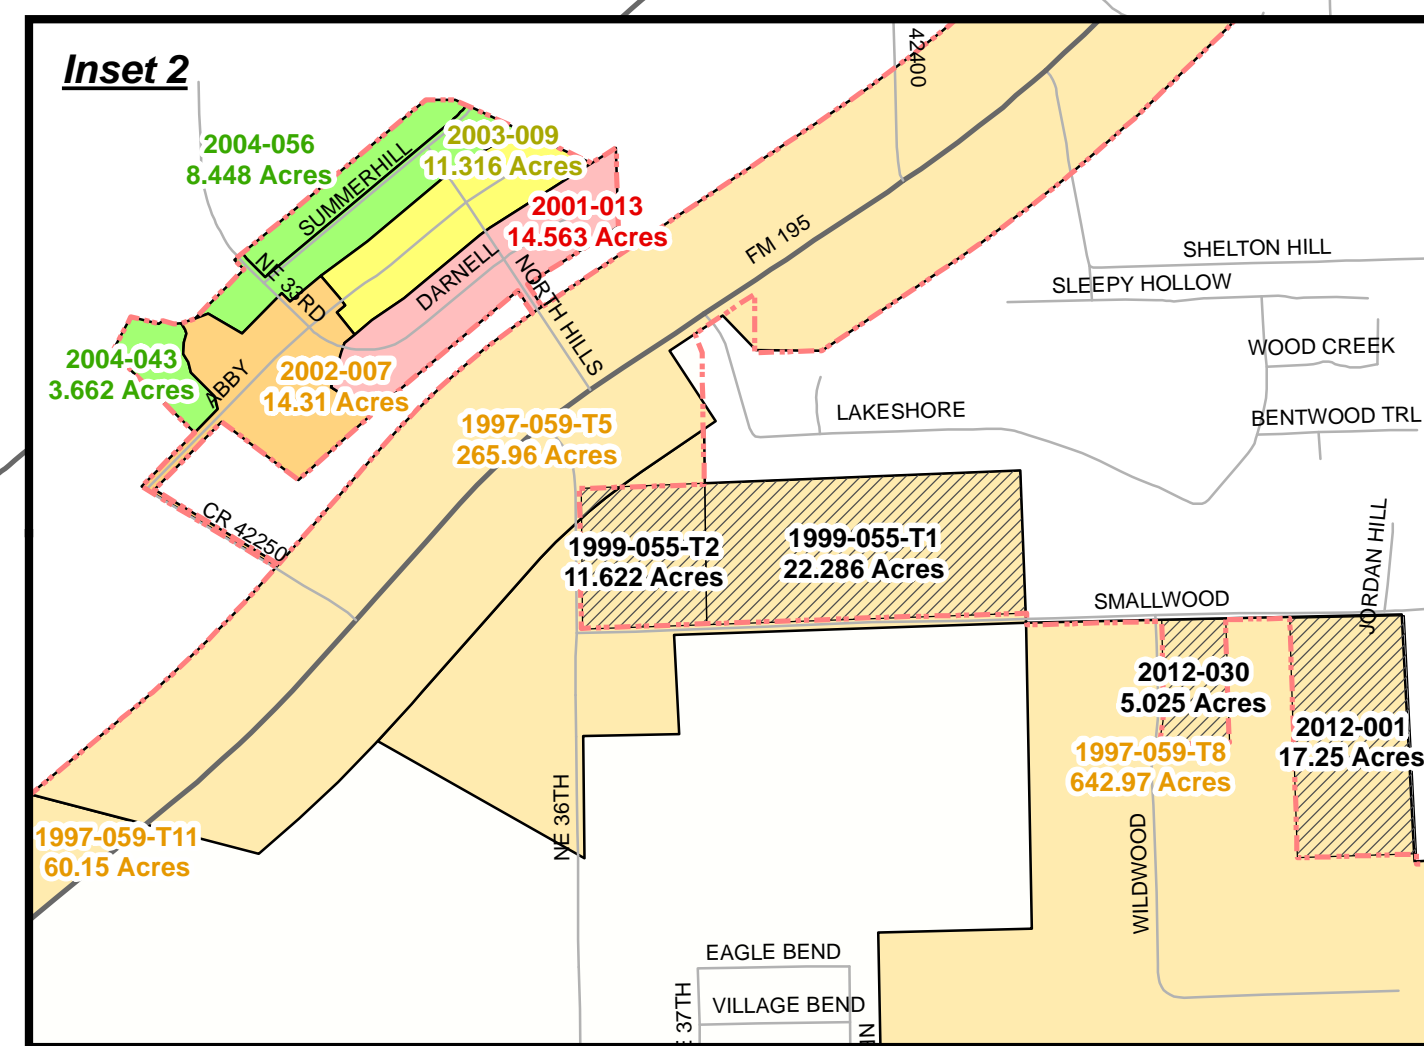 Inset 2
42400
2004-056
8.448 Acres
SUMMERHILL
2003-009
11.316 Acres
2001-013
14.563 Acres
FM 195
SHELTON HILL
SLEEPY HOLLOW
NE 33RD
DARNELL
NORTH HILLS
2004-043
3.662 Acres
ABBY
2002-007
14.31 Acres
WOOD CREEK
LAKESHORE
BENTWOOD TRL
1997-059-T5
265.96 Acres
CR 42250
1999-055-T2
11.622 Acres
1999-055-T1
22.286 Acres
JORDAN HILL
SMALLWOOD
2012-030
5.025 Acres
2012-001
17.25 Acres
1997-059-T8
642.97 Acres
NE 36TH
WILDWOOD
1997-059-T11
60.15 Acres
EAGLE BEND
VILLAGE BEND
37TH